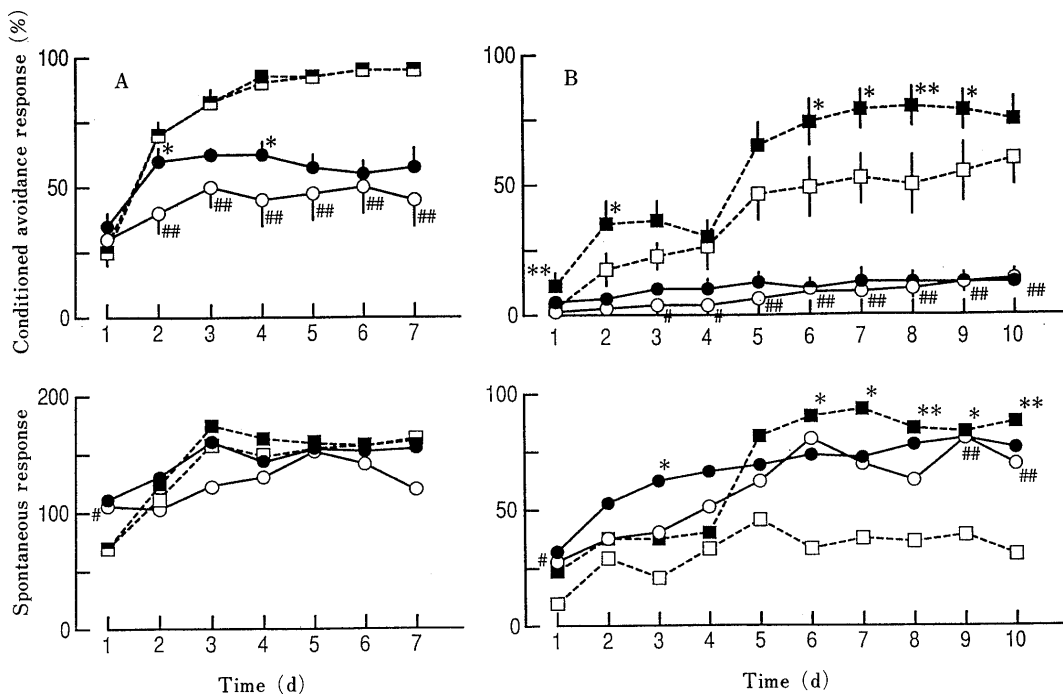 Conditioned avoidance response (%)
A
100
50
0
* *
## ## ## ## ##
1 2 3 4 5 6 7
B
100
50
0
** * * * ** *
# # ## ## ## ## ## ##
1 2 3 4 5 6 7 8 9 10
Spontaneous response
200
100
0
#
1 2 3 4 5 6 7
Time (d)
100
50
0
# * * * ** * **
## ##
1 2 3 4 5 6 7 8 9 10
Time (d)